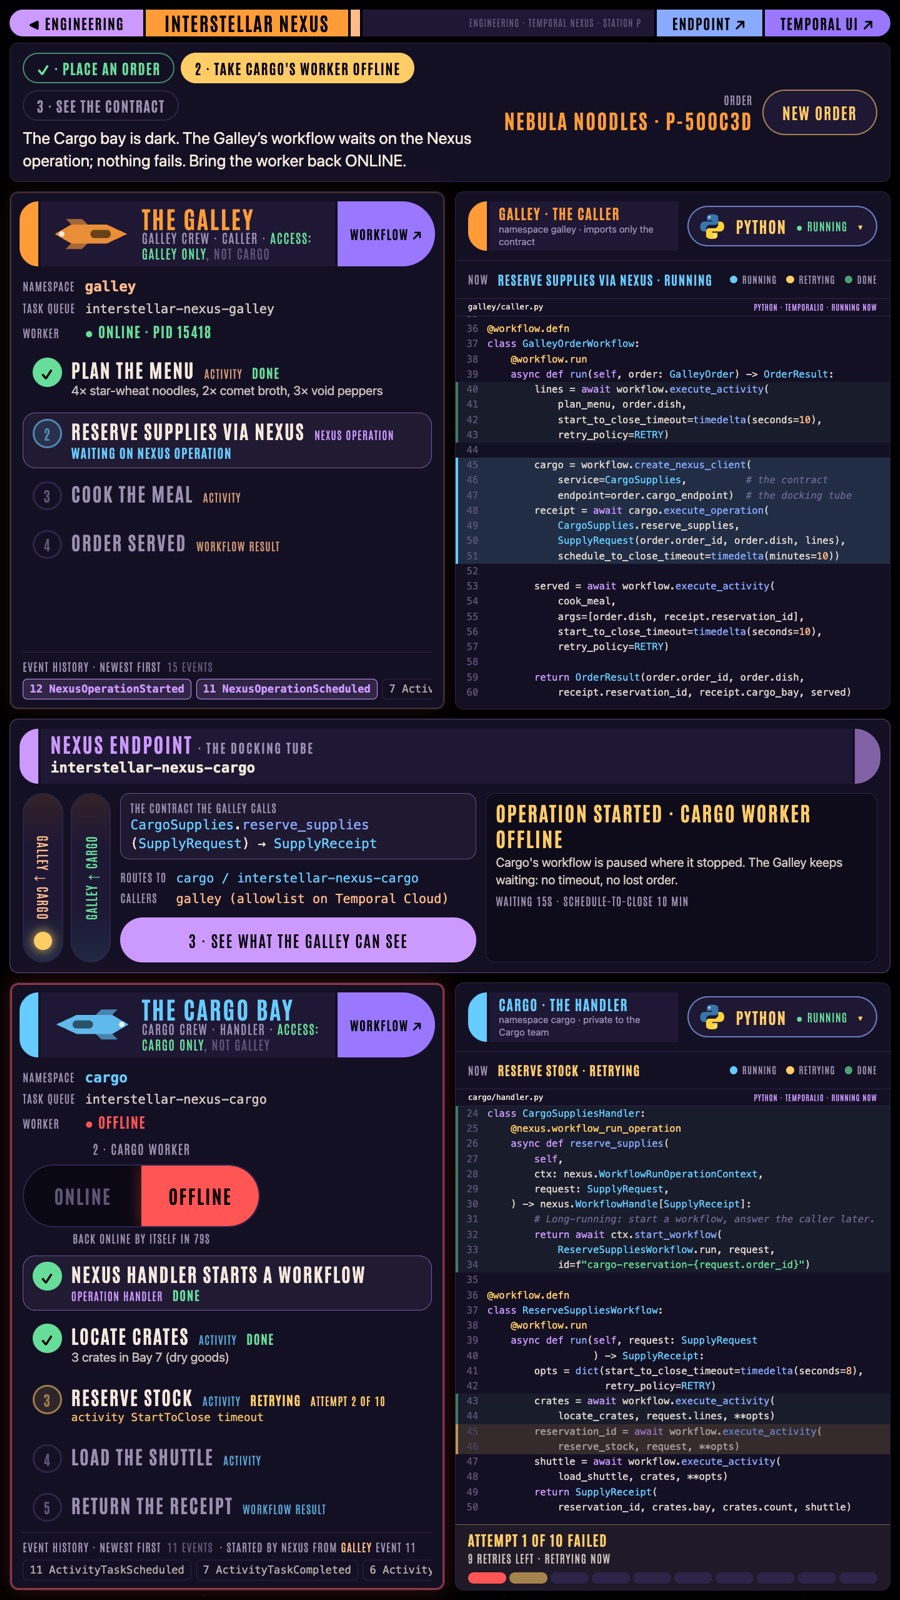 ◀ ENGINEERING
INTERSTELLAR NEXUS
ENGINEERING · TEMPORAL NEXUS · STATION P
ENDPOINT ↗
TEMPORAL UI ↗
✓ · PLACE AN ORDER
2 · TAKE CARGO'S WORKER OFFLINE
3 · SEE THE CONTRACT
The Cargo bay is dark. The Galley's workflow waits on the Nexus
operation; nothing fails. Bring the worker back ONLINE.
ORDER
NEBULA NOODLES · P-500C3D
NEW ORDER
THE GALLEY
GALLEY CREW · CALLER · ACCESS:
GALLEY ONLY, NOT CARGO
WORKFLOW ↗
NAMESPACE galley
TASK QUEUE interstellar-nexus-galley
WORKER ● ONLINE · PID 15418
✓ PLAN THE MENU ACTIVITY DONE
4× star-wheat noodles, 2× comet broth, 3× void peppers
2 RESERVE SUPPLIES VIA NEXUS NEXUS OPERATION
WAITING ON NEXUS OPERATION
3 COOK THE MEAL ACTIVITY
4 ORDER SERVED WORKFLOW RESULT
EVENT HISTORY · NEWEST FIRST 15 EVENTS
12 NexusOperationStarted
11 NexusOperationScheduled
7 Activ
GALLEY · THE CALLER
namespace galley · imports only the
contract
PYTHON ● RUNNING ▾
NOW RESERVE SUPPLIES VIA NEXUS · RUNNING
● RUNNING ● RETRYING ● DONE
galley/caller.py
PYTHON · TEMPORALIO · RUNNING NOW
36 @workflow.defn
37 class GalleyOrderWorkflow:
38 @workflow.run
39 async def run(self, order: GalleyOrder) -> OrderResult:
40 lines = await workflow.execute_activity(
41 plan_menu, order.dish,
42 start_to_close_timeout=timedelta(seconds=10),
43 retry_policy=RETRY)
44
45 cargo = workflow.create_nexus_client(
46 service=CargoSupplies, # the contract
47 endpoint=order.cargo_endpoint) # the docking tube
48 receipt = await cargo.execute_operation(
49 CargoSupplies.reserve_supplies,
50 SupplyRequest(order.order_id, order.dish, lines),
51 schedule_to_close_timeout=timedelta(minutes=10))
52
53 served = await workflow.execute_activity(
54 cook_meal,
55 args=[order.dish, receipt.reservation_id],
56 start_to_close_timeout=timedelta(seconds=10),
57 retry_policy=RETRY)
58
59 return OrderResult(order.order_id, order.dish,
60 receipt.reservation_id, receipt.cargo_bay, served)
NEXUS ENDPOINT · THE DOCKING TUBE
interstellar-nexus-cargo
GALLEY ↓ CARGO
GALLEY ↑ CARGO
THE CONTRACT THE GALLEY CALLS
CargoSupplies.reserve_supplies
(SupplyRequest) → SupplyReceipt
ROUTES TO cargo / interstellar-nexus-cargo
CALLERS galley (allowlist on Temporal Cloud)
3 · SEE WHAT THE GALLEY CAN SEE
OPERATION STARTED · CARGO WORKER
OFFLINE
Cargo's workflow is paused where it stopped. The Galley keeps
waiting: no timeout, no lost order.
WAITING 15S · SCHEDULE-TO-CLOSE 10 MIN
THE CARGO BAY
CARGO CREW · HANDLER · ACCESS:
CARGO ONLY, NOT GALLEY
WORKFLOW ↗
NAMESPACE cargo
TASK QUEUE interstellar-nexus-cargo
WORKER ● OFFLINE
2 · CARGO WORKER
ONLINE
OFFLINE
BACK ONLINE BY ITSELF IN 79S
✓ NEXUS HANDLER STARTS A WORKFLOW
OPERATION HANDLER DONE
✓ LOCATE CRATES ACTIVITY DONE
3 crates in Bay 7 (dry goods)
3 RESERVE STOCK ACTIVITY RETRYING ATTEMPT 2 OF 10
activity StartToClose timeout
4 LOAD THE SHUTTLE ACTIVITY
5 RETURN THE RECEIPT WORKFLOW RESULT
EVENT HISTORY · NEWEST FIRST 11 EVENTS · STARTED BY NEXUS FROM GALLEY EVENT 11
11 ActivityTaskScheduled
7 ActivityTaskCompleted
6 Activity
CARGO · THE HANDLER
namespace cargo · private to the
Cargo team
PYTHON ● RUNNING ▾
NOW RESERVE STOCK · RETRYING
● RUNNING ● RETRYING ● DONE
cargo/handler.py
PYTHON · TEMPORALIO · RUNNING NOW
24 class CargoSuppliesHandler:
25 @nexus.workflow_run_operation
26 async def reserve_supplies(
27 self,
28 ctx: nexus.WorkflowRunOperationContext,
29 request: SupplyRequest,
30 ) -> nexus.WorkflowHandle[SupplyReceipt]:
31 # Long-running: start a workflow, answer the caller later.
32 return await ctx.start_workflow(
33 ReserveSuppliesWorkflow.run, request,
34 id=f"cargo-reservation-{request.order_id}")
35
36 @workflow.defn
37 class ReserveSuppliesWorkflow:
38 @workflow.run
39 async def run(self, request: SupplyRequest
40 ) -> SupplyReceipt:
41 opts = dict(start_to_close_timeout=timedelta(seconds=8),
42 retry_policy=RETRY)
43 crates = await workflow.execute_activity(
44 locate_crates, request.lines, **opts)
45 reservation_id = await workflow.execute_activity(
46 reserve_stock, request, **opts)
47 shuttle = await workflow.execute_activity(
48 load_shuttle, crates, **opts)
49 return SupplyReceipt(
50 reservation_id, crates.bay, crates.count, shuttle)
ATTEMPT 1 OF 10 FAILED
9 RETRIES LEFT · RETRYING NOW